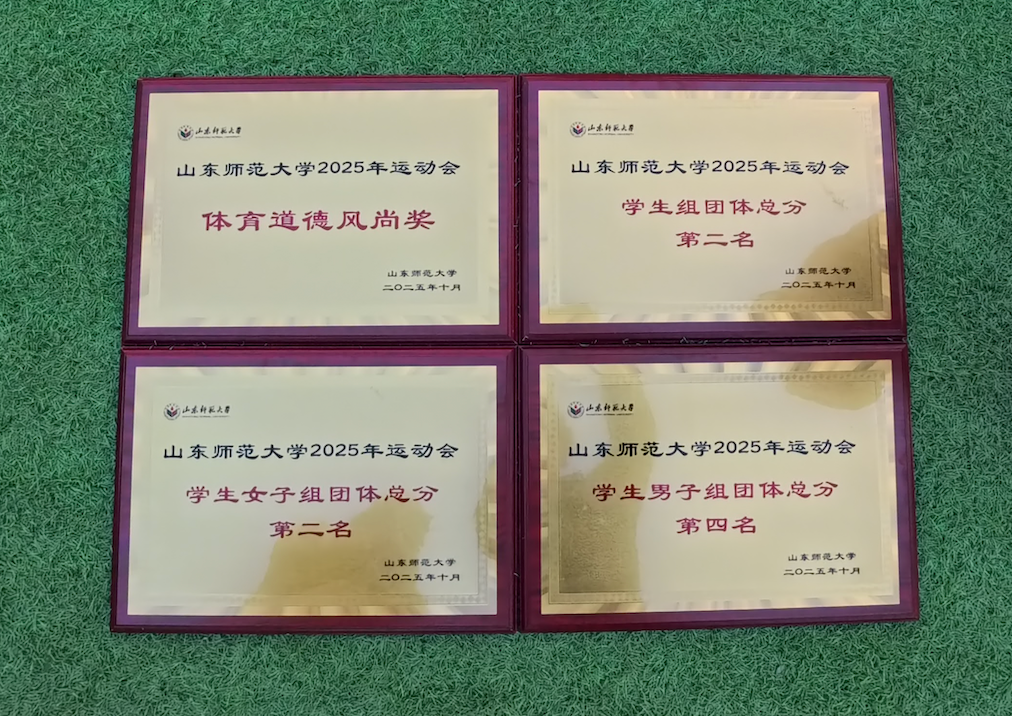 山东师范大学
山东师范大学2025年运动会
体育道德风尚奖
山东师范大学
二〇二五年十月
山东师范大学
山东师范大学2025年运动会
学生组团体总分
第二名
山东师范大学
二〇二五年十月
山东师范大学
山东师范大学2025年运动会
学生女子组团体总分
第二名
山东师范大学
二〇二五年十月
山东师范大学
山东师范大学2025年运动会
学生男子组团体总分
第四名
山东师范大学
二〇二五年十月